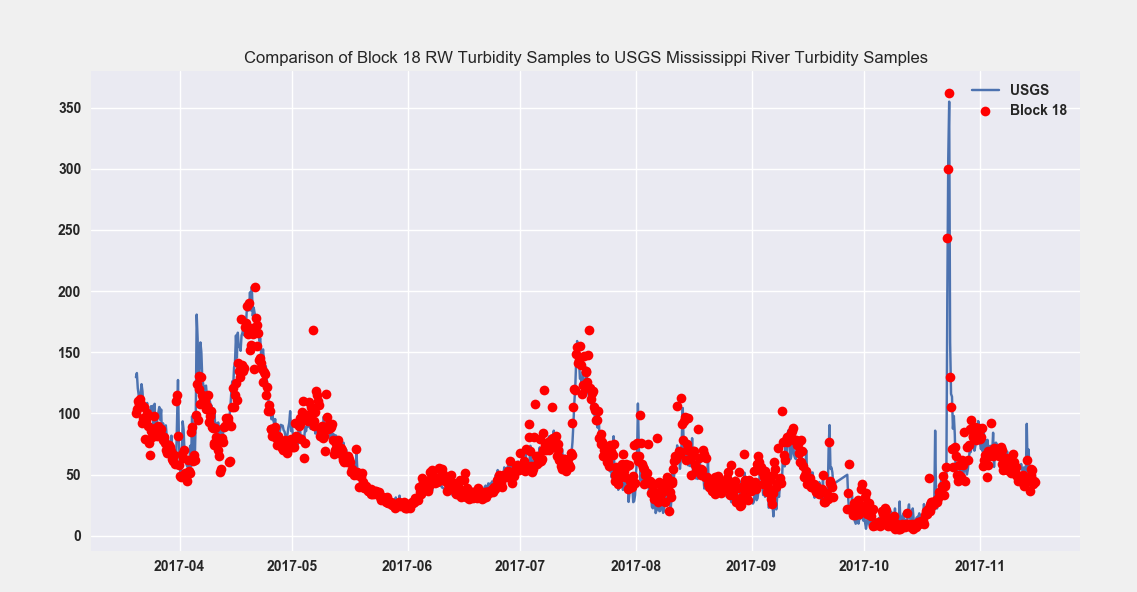 Comparison of Block 18 RW Turbidity Samples to USGS Mississippi River Turbidity Samples
USGS
Block 18
350
300
250
200
150
100
50
0
2017-04 2017-05 2017-06 2017-07 2017-08 2017-09 2017-10 2017-11